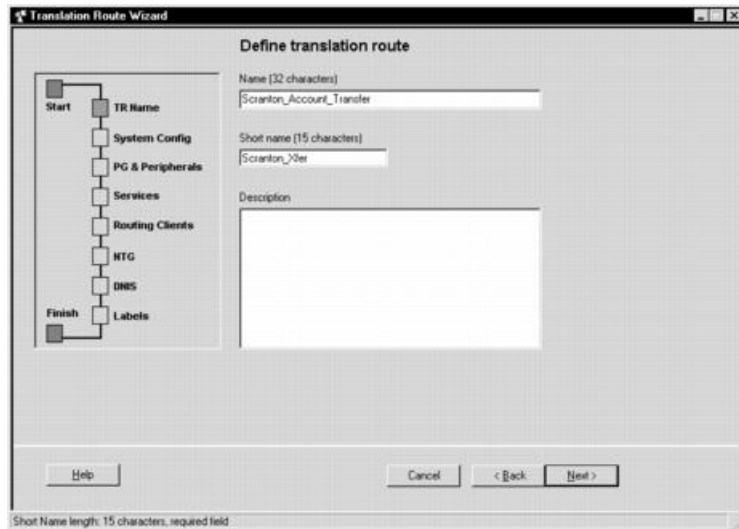 Translation Route Wizard
Define translation route
Name (32 characters)
Scranton_Account_Transfer
Short name (15 characters)
Scranton_Xfer
Description
Start
TR Name
System Config
PG & Peripherals
Services
Routing Clients
NTG
DNIS
Finish
Labels
Help
Cancel
< Back
Next >
Short Name length: 15 characters, required field